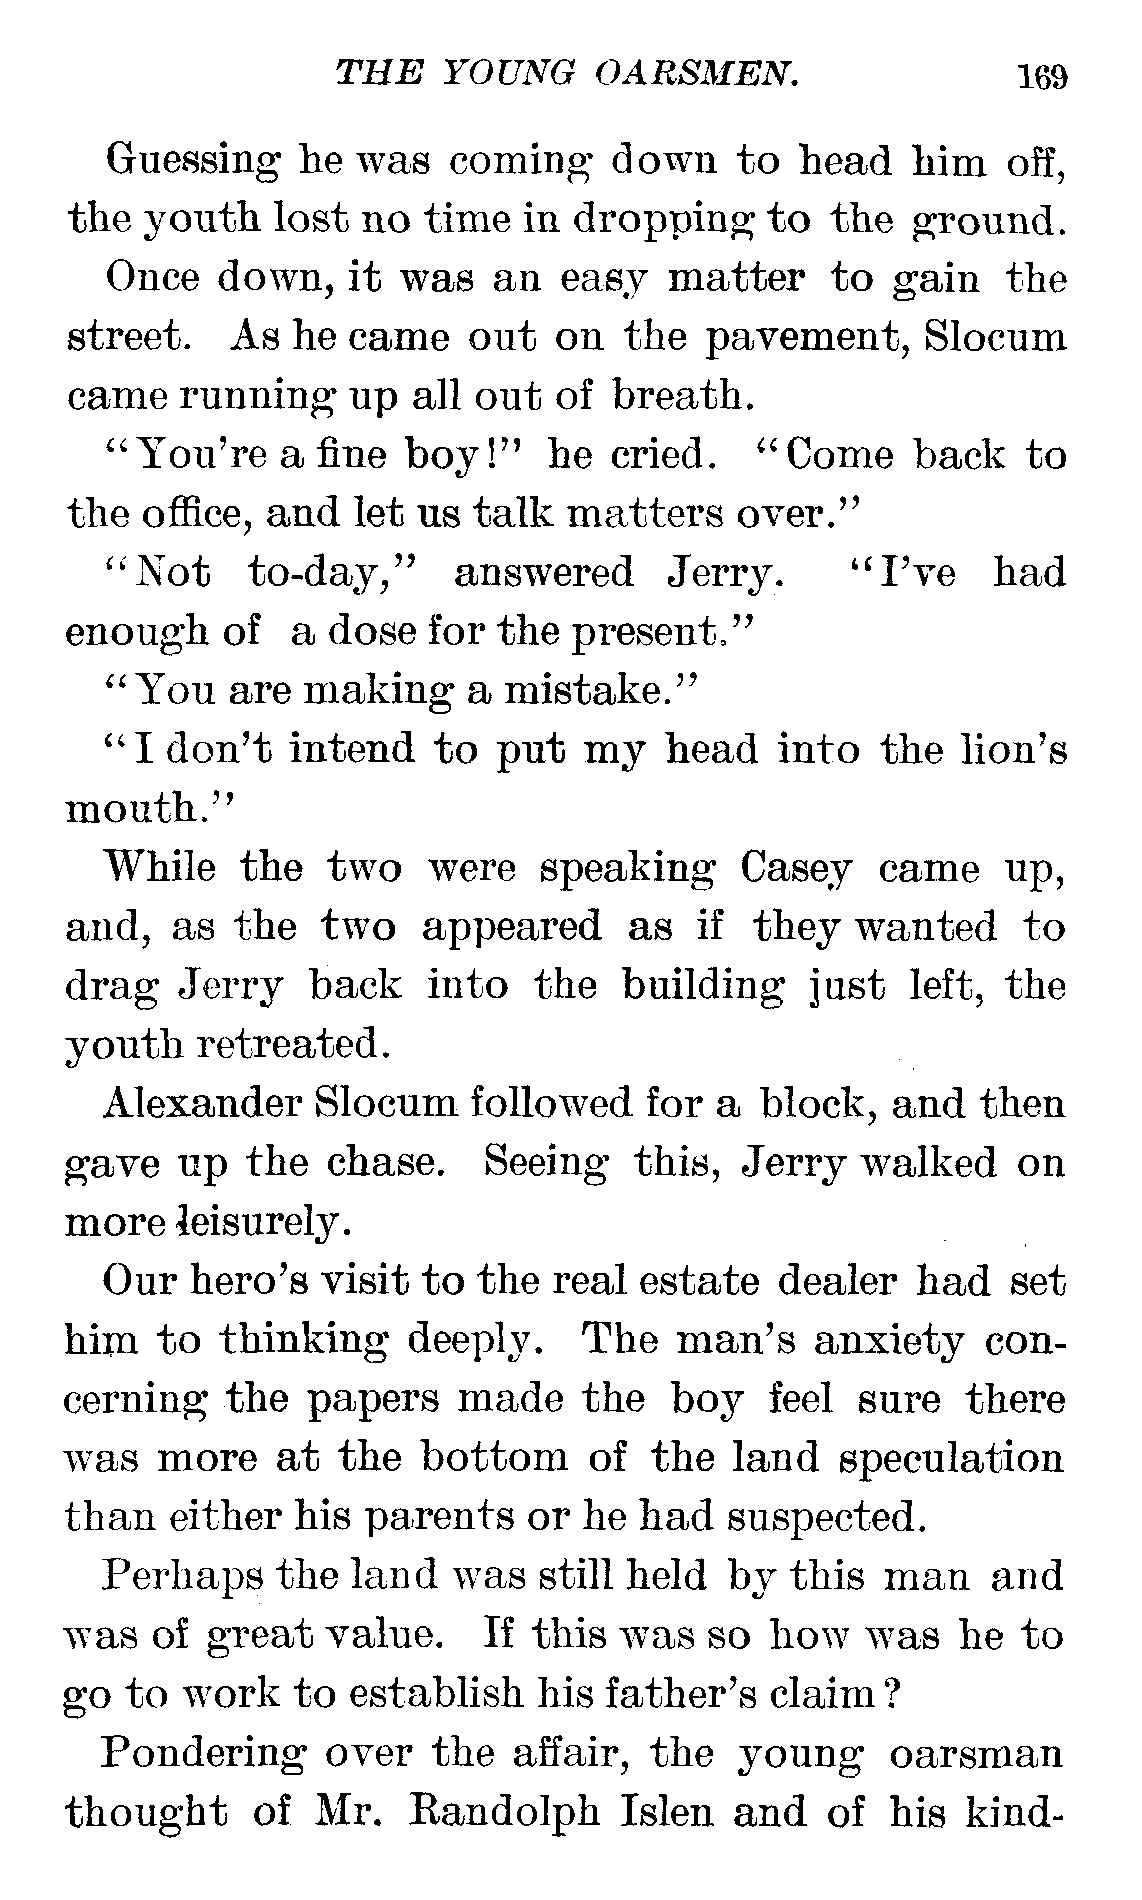 THE YOUNG OARSMEN. 169
Guessing he was coming down to head him off,
the youth lost no time in dropping to the ground.
Once down, it was an easy matter to gain the
street. As he came out on the pavement, Slocum
came running up all out of breath.
"You're a fine boy!" he cried. "Come back to
the office, and let us talk matters over."
"Not to-day," answered Jerry. "I've had
enough of a dose for the present."
"You are making a mistake."
"I don't intend to put my head into the lion's
mouth."
While the two were speaking Casey came up,
and, as the two appeared as if they wanted to
drag Jerry back into the building just left, the
youth retreated.
Alexander Slocum followed for a block, and then
gave up the chase. Seeing this, Jerry walked on
more leisurely.
Our hero's visit to the real estate dealer had set
him to thinking deeply. The man's anxiety con-
cerning the papers made the boy feel sure there
was more at the bottom of the land speculation
than either his parents or he had suspected.
Perhaps the land was still held by this man and
was of great value. If this was so how was he to
go to work to establish his father's claim?
Pondering over the affair, the young oarsman
thought of Mr. Randolph Islen and of his kind-